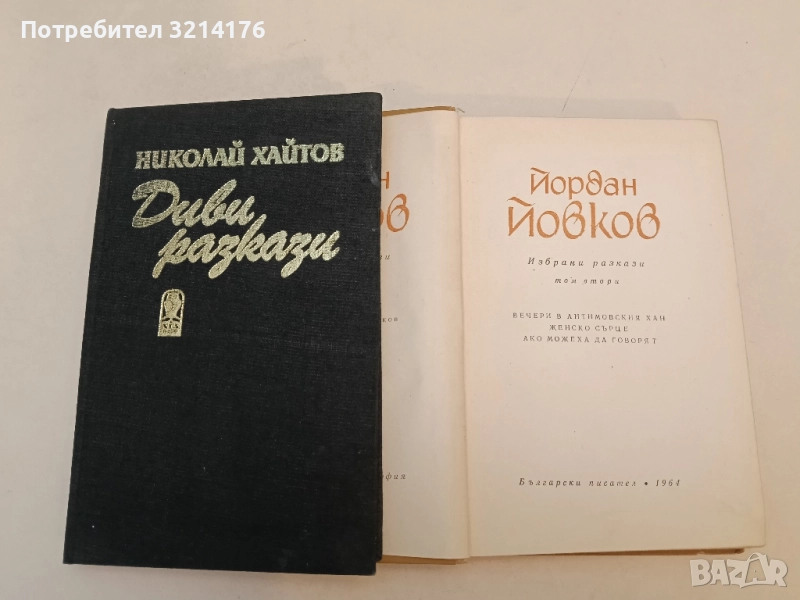 Потребител 3214176
НИКОЛАЙ ХАЙТОВ
Диви
разкази
Йордан
Йовков
Избрани разкази
том втори
ВЕЧЕРИ В АНТИМОВСКИЯ ХАН
ЖЕНСКО СЪРЦЕ
АКО МОЖЕХА ДА ГОВОРЯТ
Български писател • 1964
BAZAR